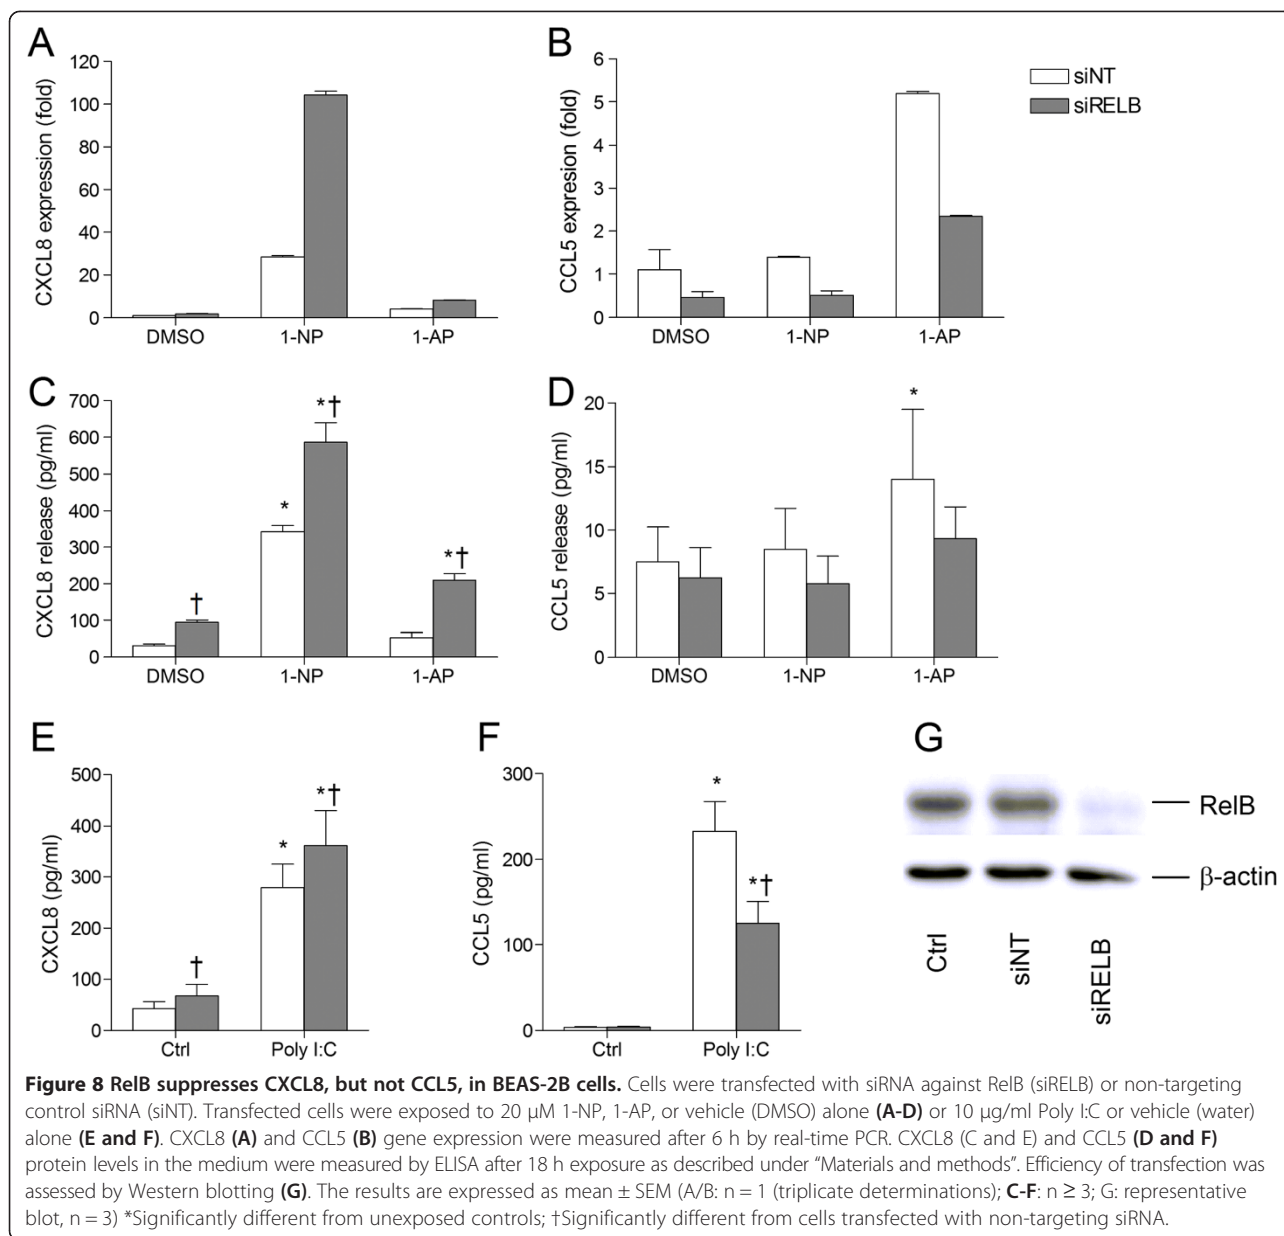 A
CXCL8 expression (fold)
120
100
80
60
40
20
0
DMSO
1-NP
1-AP
B
CCL5 expresion (fold)
6
5
4
3
2
1
0
DMSO
1-NP
1-AP
siNT
siRELB
C
CXCL8 release (pg/ml)
700
600
500
400
300
200
100
0
†
*
*†
*†
DMSO
1-NP
1-AP
D
CCL5 release (pg/ml)
20
15
10
5
0
*
DMSO
1-NP
1-AP
E
CXCL8 (pg/ml)
500
400
300
200
100
0
†
*
*†
Ctrl
Poly I:C
F
CCL5 (pg/ml)
300
200
100
0
*
*†
Ctrl
Poly I:C
G
RelB
β-actin
Ctrl
siNT
siRELB
Figure 8 RelB suppresses CXCL8, but not CCL5, in BEAS-2B cells. Cells were transfected with siRNA against RelB (siRELB) or non-targeting
control siRNA (siNT). Transfected cells were exposed to 20 μM 1-NP, 1-AP, or vehicle (DMSO) alone (A-D) or 10 μg/ml Poly I:C or vehicle (water)
alone (E and F). CXCL8 (A) and CCL5 (B) gene expression were measured after 6 h by real-time PCR. CXCL8 (C and E) and CCL5 (D and F)
protein levels in the medium were measured by ELISA after 18 h exposure as described under “Materials and methods”. Efficiency of transfection was
assessed by Western blotting (G). The results are expressed as mean ± SEM (A/B: n = 1 (triplicate determinations); C-F: n ≥ 3; G: representative
blot, n = 3) *Significantly different from unexposed controls; †Significantly different from cells transfected with non-targeting siRNA.